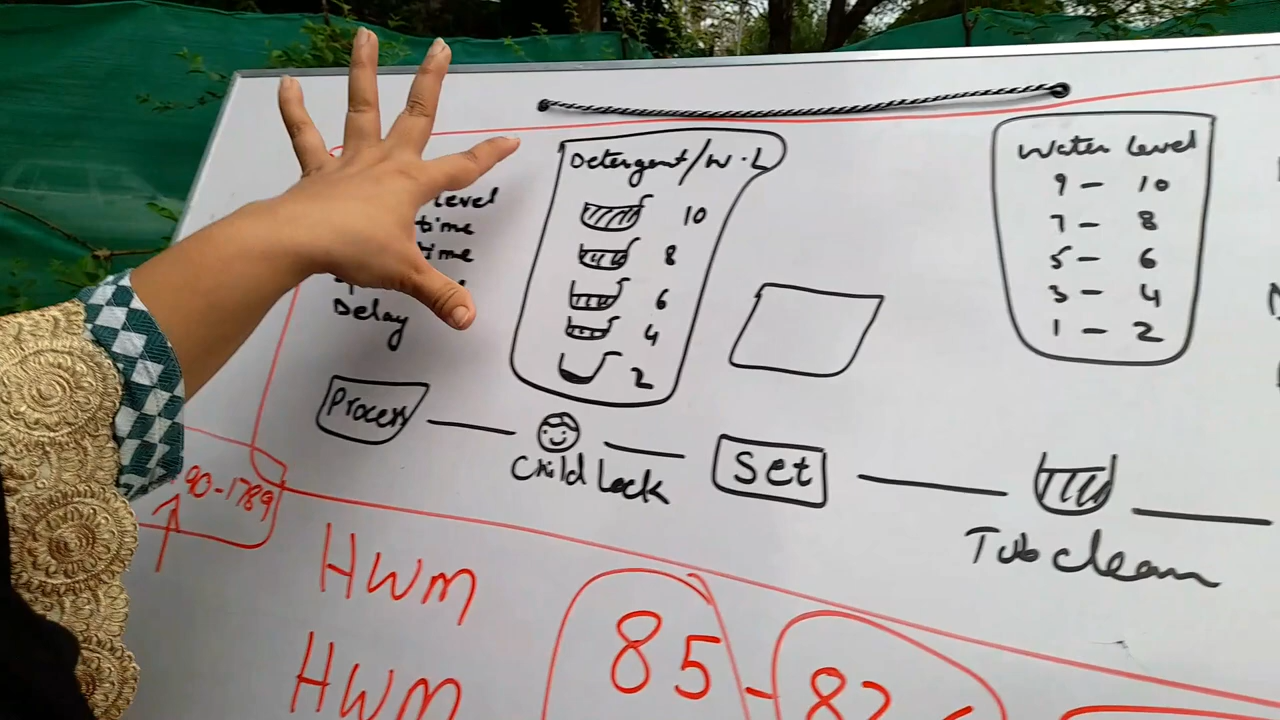 level
time
time
Delay
Detergent/W.L
10
8
6
4
2
Water Level
9 - 10
7 - 8
5 - 6
3 - 4
1 - 2
Process
Child Lock
Set
Tub clean
90-1789
HWM
85 -
HWM